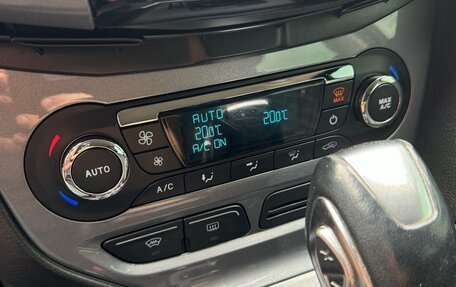 AUTO
20.0°C 20.0°C
A/C ON
MAX
MAX
A/C
AUTO
A/C